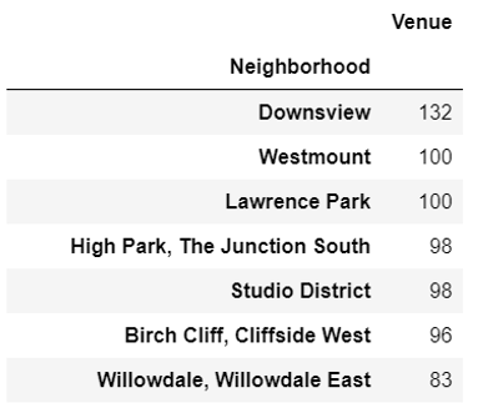 Venue
Neighborhood
Downsview 132
Westmount 100
Lawrence Park 100
High Park, The Junction South 98
Studio District 98
Birch Cliff, Cliffside West 96
Willowdale, Willowdale East 83